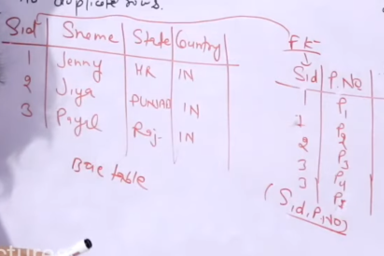 no duplicate rows.
Sid Sname State Country
1 Jenny HR IN
2 Jiya PUNJAB IN
3 Payal Raj- IN
Base table
FK
Sid P.No
1 P1
1 P2
2 P3
3 P4
3 P5
(Sid, P.No)